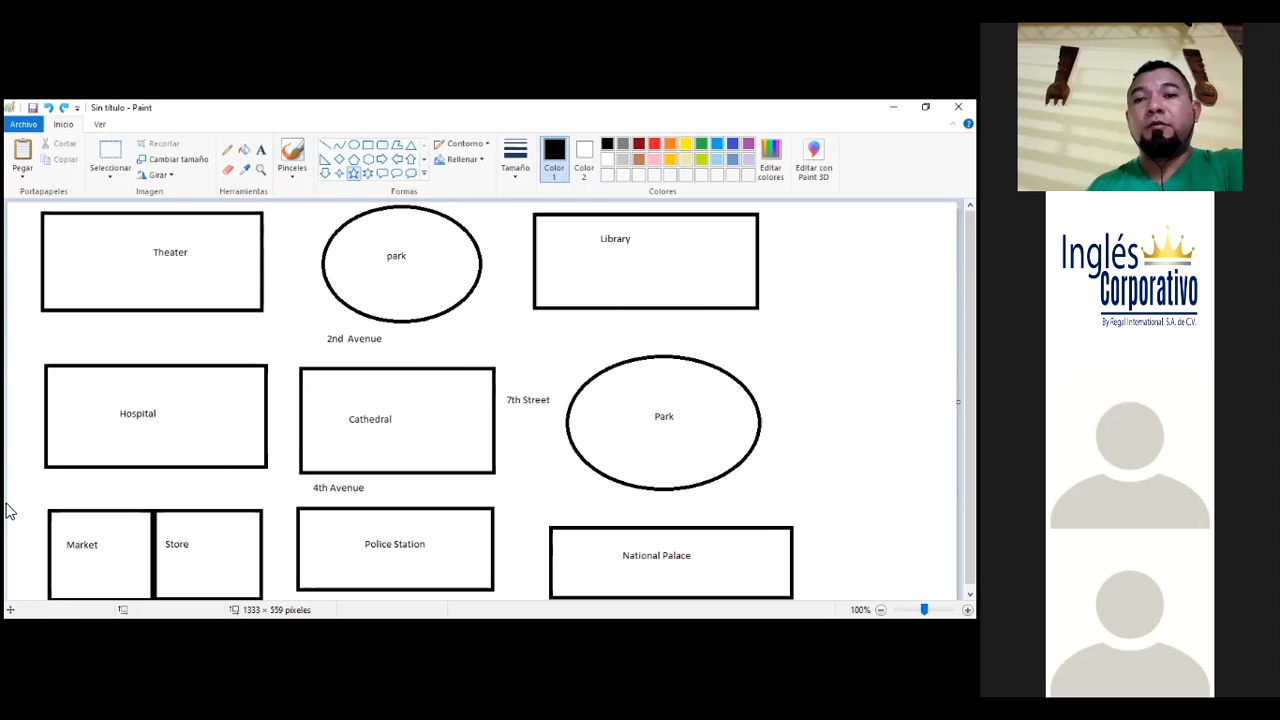 Sin título - Paint
Archivo
Inicio
Ver
Pegar
Cortar
Copiar
Portapapeles
Seleccionar
Recortar
Cambiar tamaño
Girar
Imagen
Herramientas
Pinceles
Contorno
Rellenar
Formas
Tamaño
Color
1
Color
2
Editar
colores
Colores
Editar con
Paint 3D
Theater
park
Library
2nd Avenue
Hospital
Cathedral
7th Street
Park
4th Avenue
Market
Store
Police Station
National Palace
1333 × 559 píxeles
100%
Inglés
Corporativo
By Regal International, S.A. de C.V.